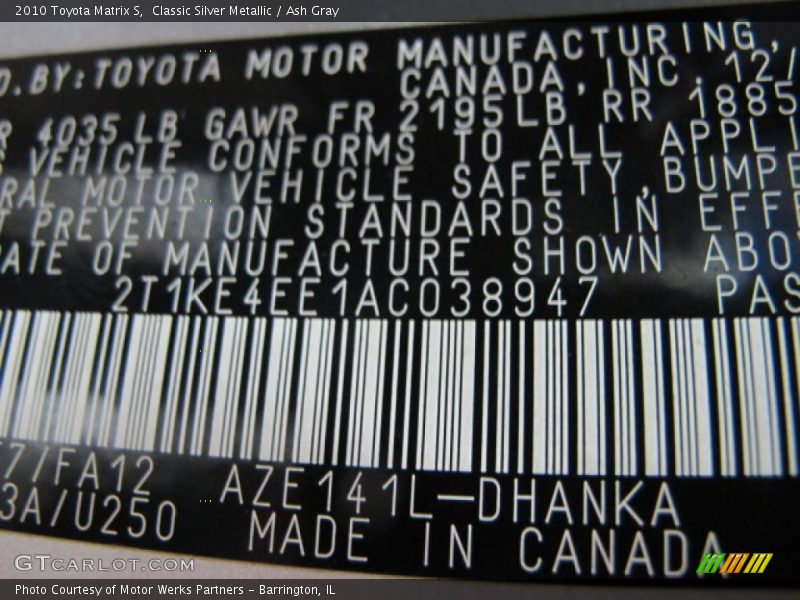 2010 Toyota Matrix S,  Classic Silver Metallic / Ash Gray
D.BY:TOYOTA MOTOR MANUFACTURING,
CANADA,INC.12/
R 4035LB GAWR FR 2195LB RR 1885
S VEHICLE CONFORMS TO ALL APPLI
ERAL MOTOR VEHICLE SAFETY,BUMPE
T PREVENTION STANDARDS IN EFFE
ATE OF MANUFACTURE SHOWN ABO
2T1KE4EE1AC038947 PAS
7/FA12 AZE141L-DHANKA
3A/U250 MADE IN CANADA
GTCARLOT.COM
Photo Courtesy of Motor Werks Partners - Barrington, IL